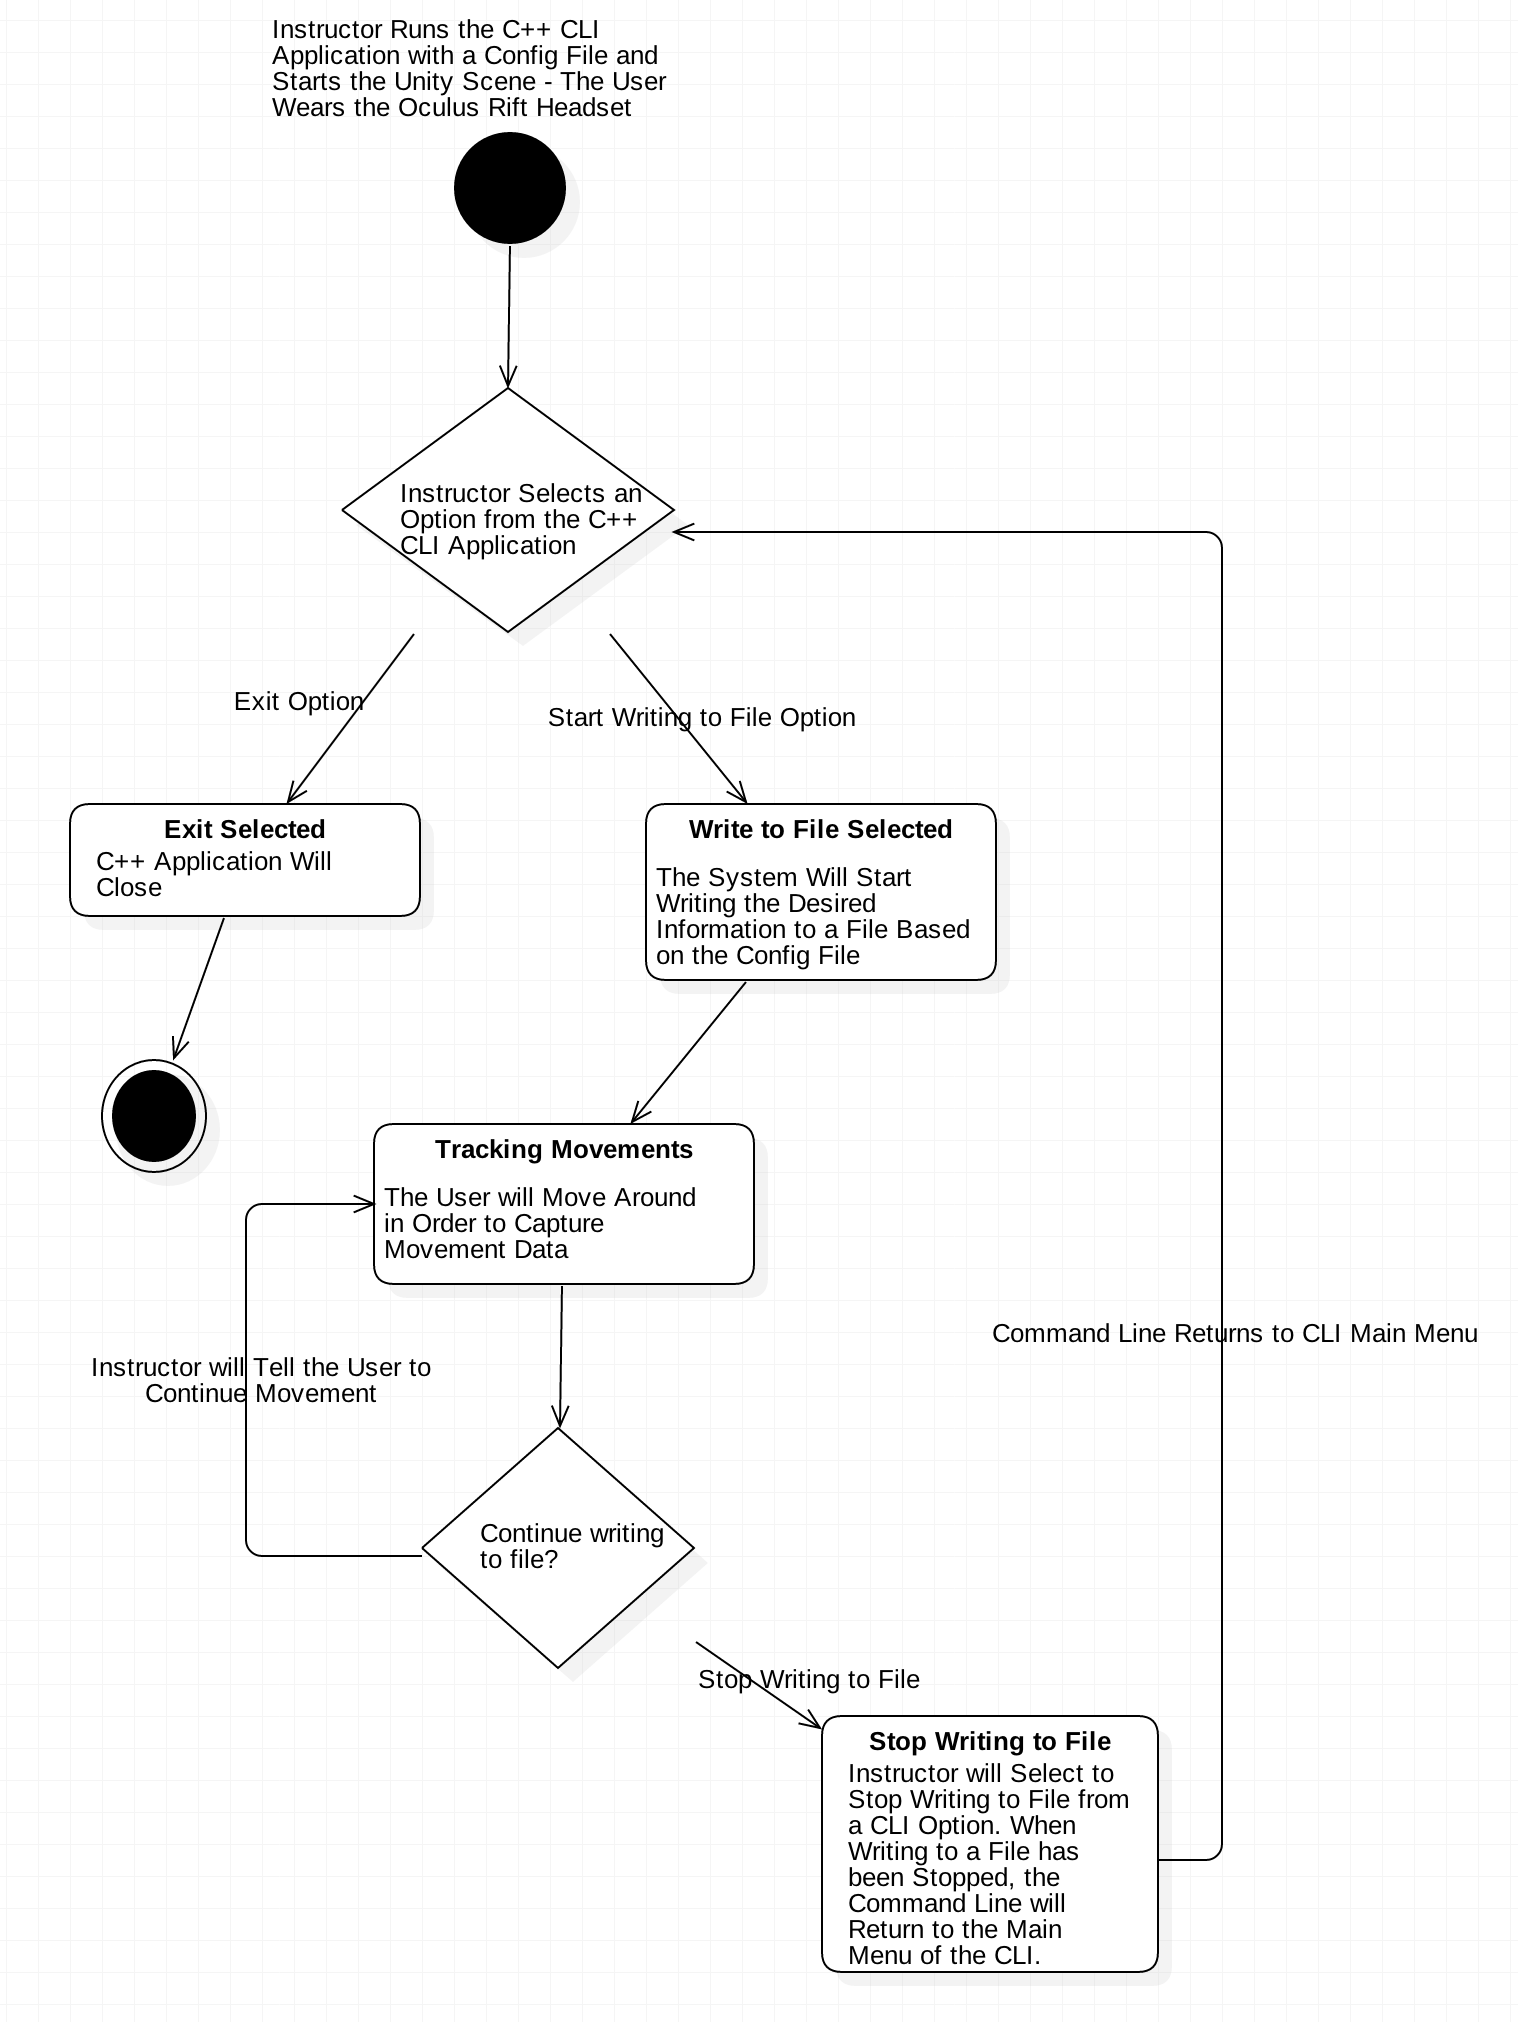 Instructor Runs the C++ CLI
Application with a Config File and
Starts the Unity Scene - The User
Wears the Oculus Rift Headset
Instructor Selects an
Option from the C++
CLI Application
Exit Option
Start Writing to File Option
Exit Selected
C++ Application Will
Close
Write to File Selected
The System Will Start
Writing the Desired
Information to a File Based
on the Config File
Tracking Movements
The User will Move Around
in Order to Capture
Movement Data
Command Line Returns to CLI Main Menu
Instructor will Tell the User to
Continue Movement
Continue writing
to file?
Stop Writing to File
Stop Writing to File
Instructor will Select to
Stop Writing to File from
a CLI Option. When
Writing to a File has
been Stopped, the
Command Line will
Return to the Main
Menu of the CLI.